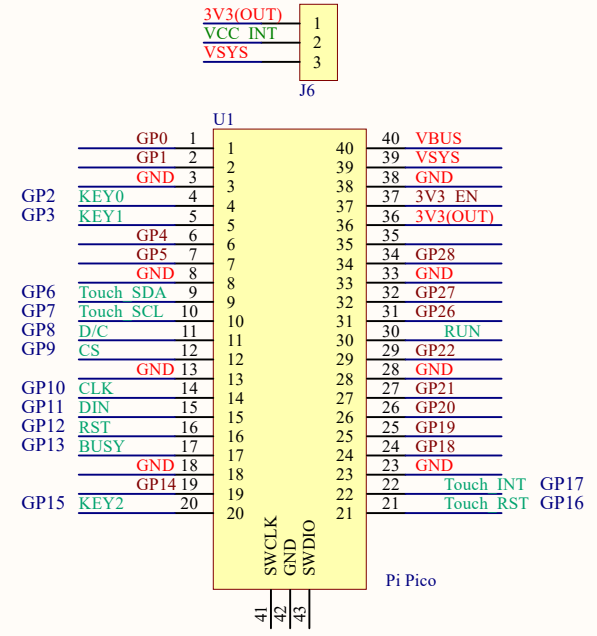 3V3(OUT) 1
VCC_INT 2
VSYS 3
J6
U1
GP0 1 1 40 40 VBUS
GP1 2 2 39 39 VSYS
GND 3 3 38 38 GND
GP2 KEY0 4 4 37 37 3V3_EN
GP3 KEY1 5 5 36 36 3V3(OUT)
GP4 6 6 35 35
GP5 7 7 34 34 GP28
GND 8 8 33 33 GND
GP6 Touch_SDA 9 9 32 32 GP27
GP7 Touch_SCL 10 10 31 31 GP26
GP8 D/C 11 11 30 30 RUN
GP9 CS 12 12 29 29 GP22
GND 13 13 28 28 GND
GP10 CLK 14 14 27 27 GP21
GP11 DIN 15 15 26 26 GP20
GP12 RST 16 16 25 25 GP19
GP13 BUSY 17 17 24 24 GP18
GND 18 18 23 23 GND
GP14 19 19 22 22 Touch_INT GP17
GP15 KEY2 20 20 21 21 Touch_RST GP16
SWCLK
GND
SWDIO
Pi Pico
41
42
43